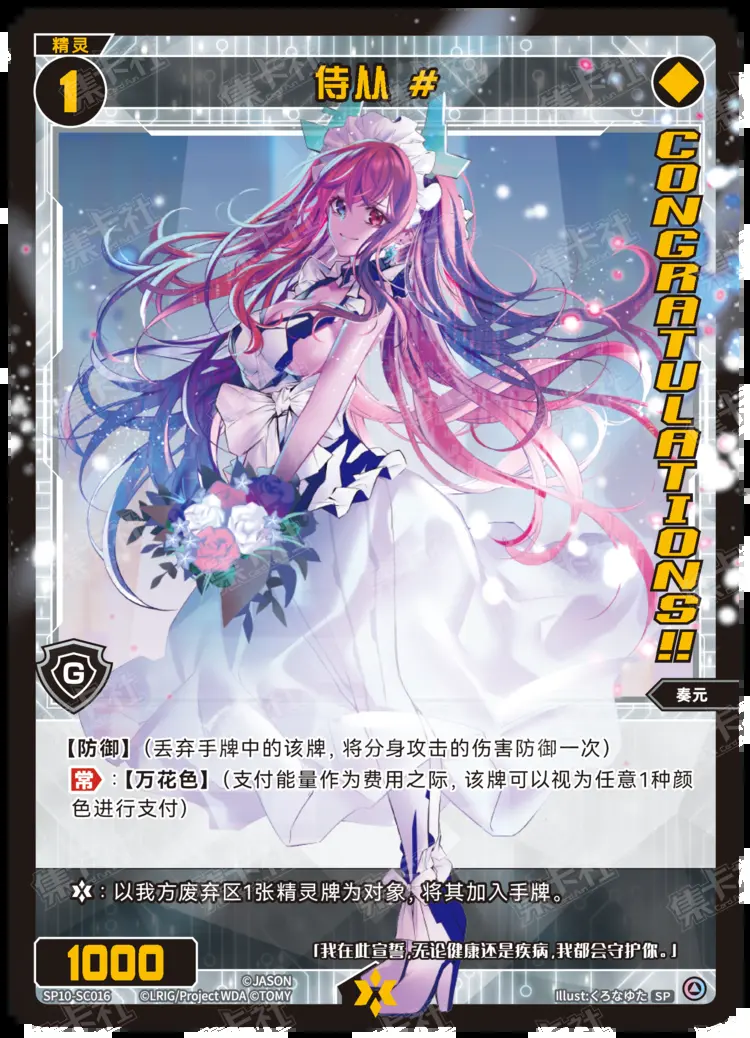 精灵
1
侍从 #
CONGRATULATIONS!!
G
奏元
【防御】（丢弃手牌中的该牌，将分身攻击的伤害防御一次）
常：【万花色】（支付能量作为费用之际，该牌可以视为任意1种颜
色进行支付）
：以我方废弃区1张精灵牌为对象，将其加入手牌。
1000
「我在此宣誓，无论健康还是疾病，我都会守护你。」
©JASON
SP10-SC016 ©LRIG/Project WDA ©TOMY
Illust:くろなゆた SP
集卡社